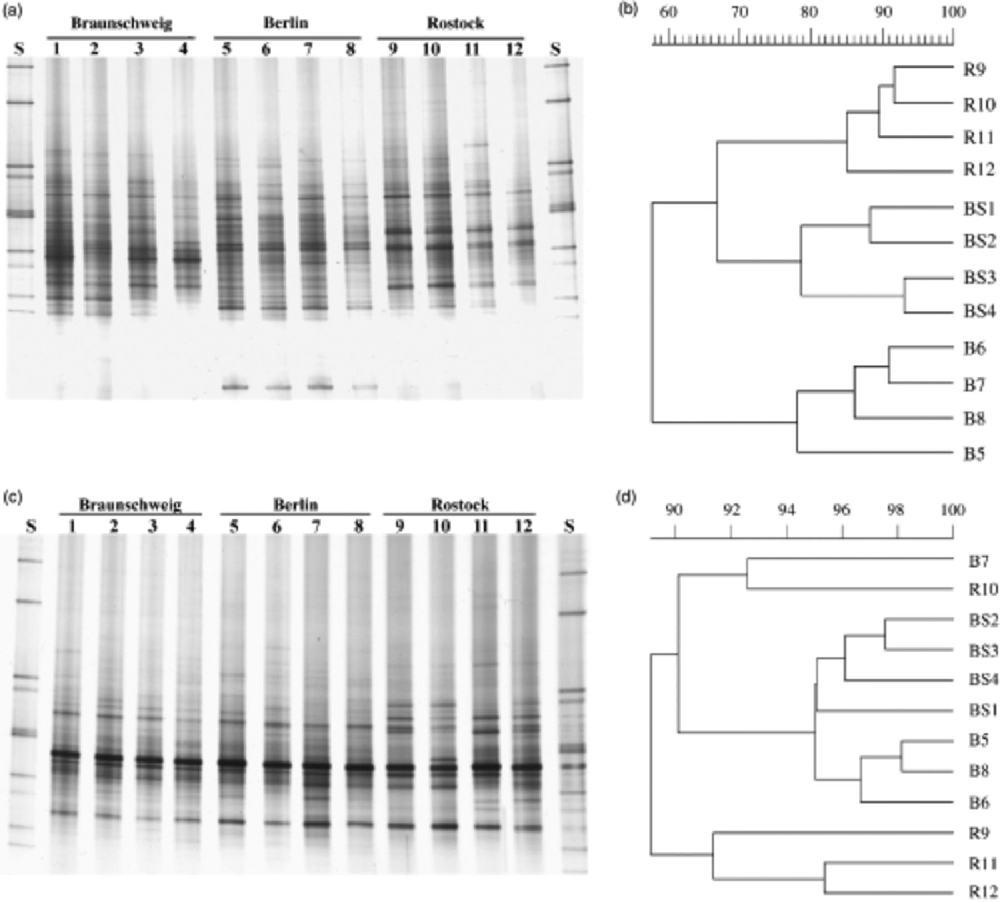 (a)
Braunschweig Berlin Rostock
S 1 2 3 4 5 6 7 8 9 10 11 12 S
(b)
60 70 80 90 100
R9
R10
R11
R12
BS1
BS2
BS3
BS4
B6
B7
B8
B5
(c)
Braunschweig Berlin Rostock
S 1 2 3 4 5 6 7 8 9 10 11 12 S
(d)
90 92 94 96 98 100
B7
R10
BS2
BS3
BS4
BS1
B5
B8
B6
R9
R11
R12